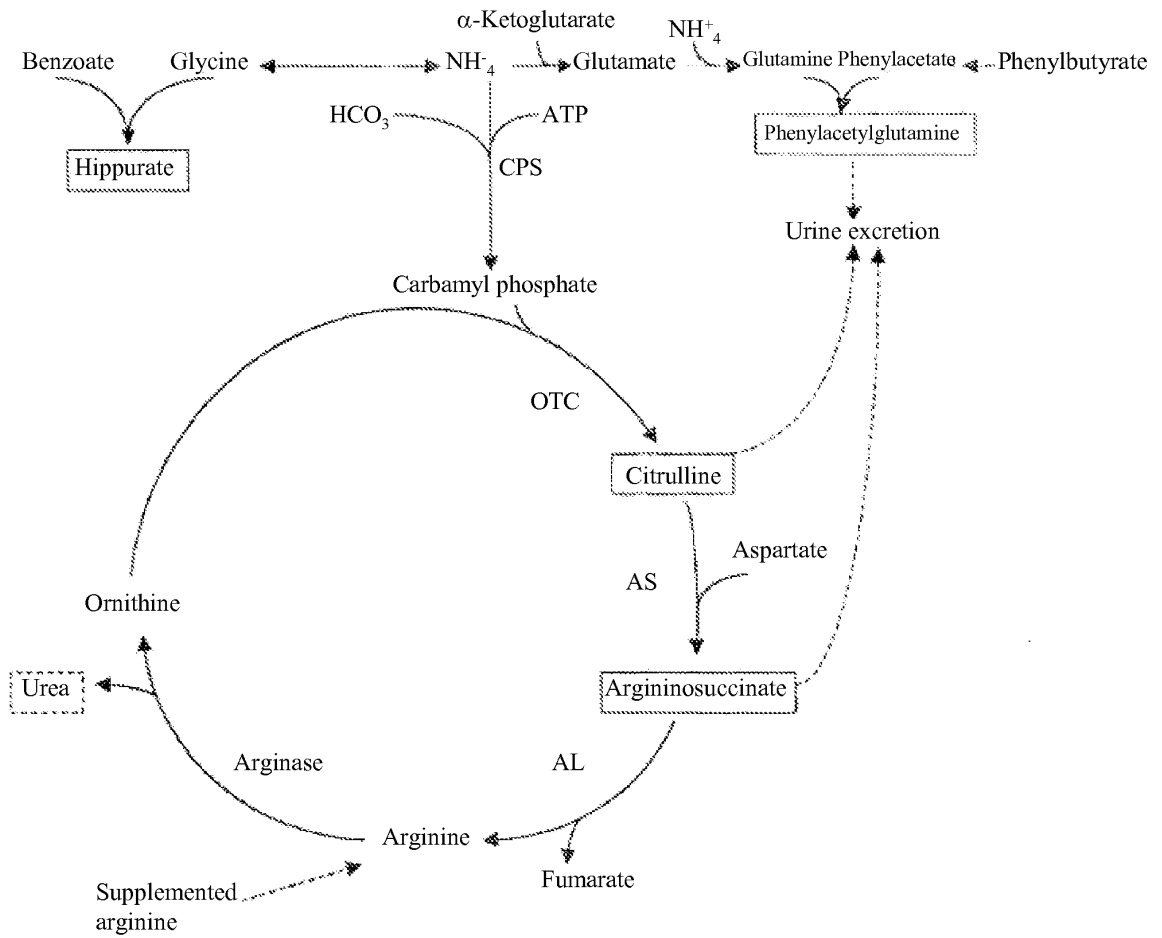 α-Ketoglutarate
NH⁺₄
Benzoate Glycine NH⁻₄ Glutamate Glutamine Phenylacetate Phenylbutyrate
HCO₃ ATP
Phenylacetylglutamine
Hippurate
CPS
Urine excretion
Carbamyl phosphate
OTC
Citrulline
Aspartate
AS
Ornithine
Urea
Argininosuccinate
Arginase
AL
Arginine
Fumarate
Supplemented
arginine